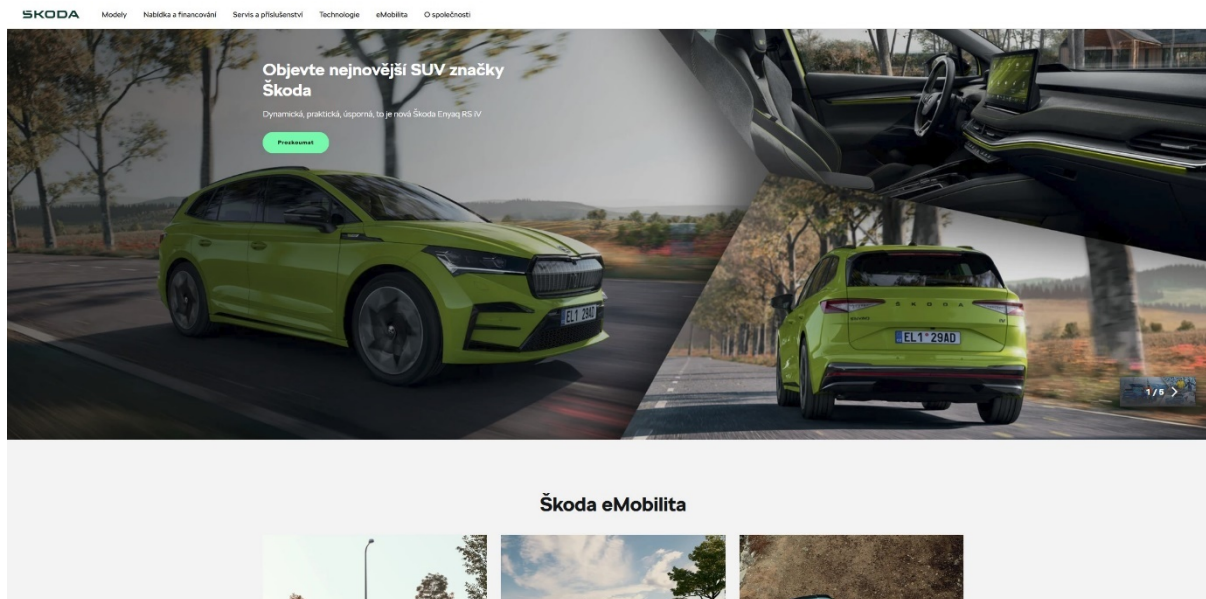 ŠKODA
Modely Nabídka a financování Servis a příslušenství Technologie eMobilita O společnosti
Objevte nejnovější SUV značky
Škoda
Dynamická, praktická, úsporná, to je nová Škoda Enyaq RS iV
Prozkoumat
EL1 29AD
ŠKODA
EL1 29AD
1/5
Škoda eMobilita